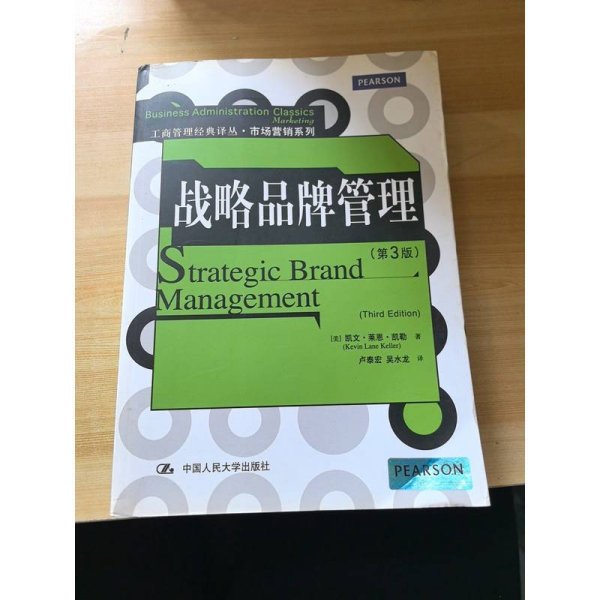 PEARSON
Business Administration Classics
Marketing
工商管理经典译丛·市场营销系列
战略品牌管理
(第3版)
Strategic Brand
Management
(Third Edition)
[美] 凯文·莱恩·凯勒 著
(Kevin Lane Keller)
卢泰宏 吴水龙 译
中国人民大学出版社
PEARSON